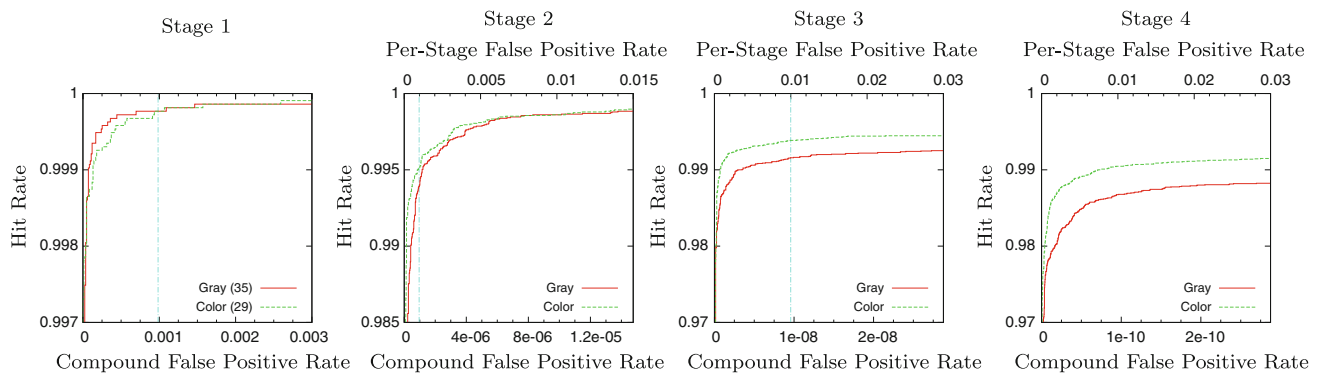 Stage 1
Stage 2
Stage 3
Stage 4
Per-Stage False Positive Rate
Per-Stage False Positive Rate
Per-Stage False Positive Rate
0 0.005 0.01 0.015
0 0.01 0.02 0.03
0 0.01 0.02 0.03
1
0.999
0.998
0.997
Hit Rate
Gray (35)
Color (29)
0 0.001 0.002 0.003
Compound False Positive Rate
1
0.995
0.99
0.985
Hit Rate
Gray
Color
4e-06 8e-06 1.2e-05
Compound False Positive Rate
1
0.99
0.98
0.97
Hit Rate
Gray
Color
1e-08 2e-08
Compound False Positive Rate
1
0.99
0.98
0.97
Hit Rate
Gray
Color
0 1e-10 2e-10
Compound False Positive Rate